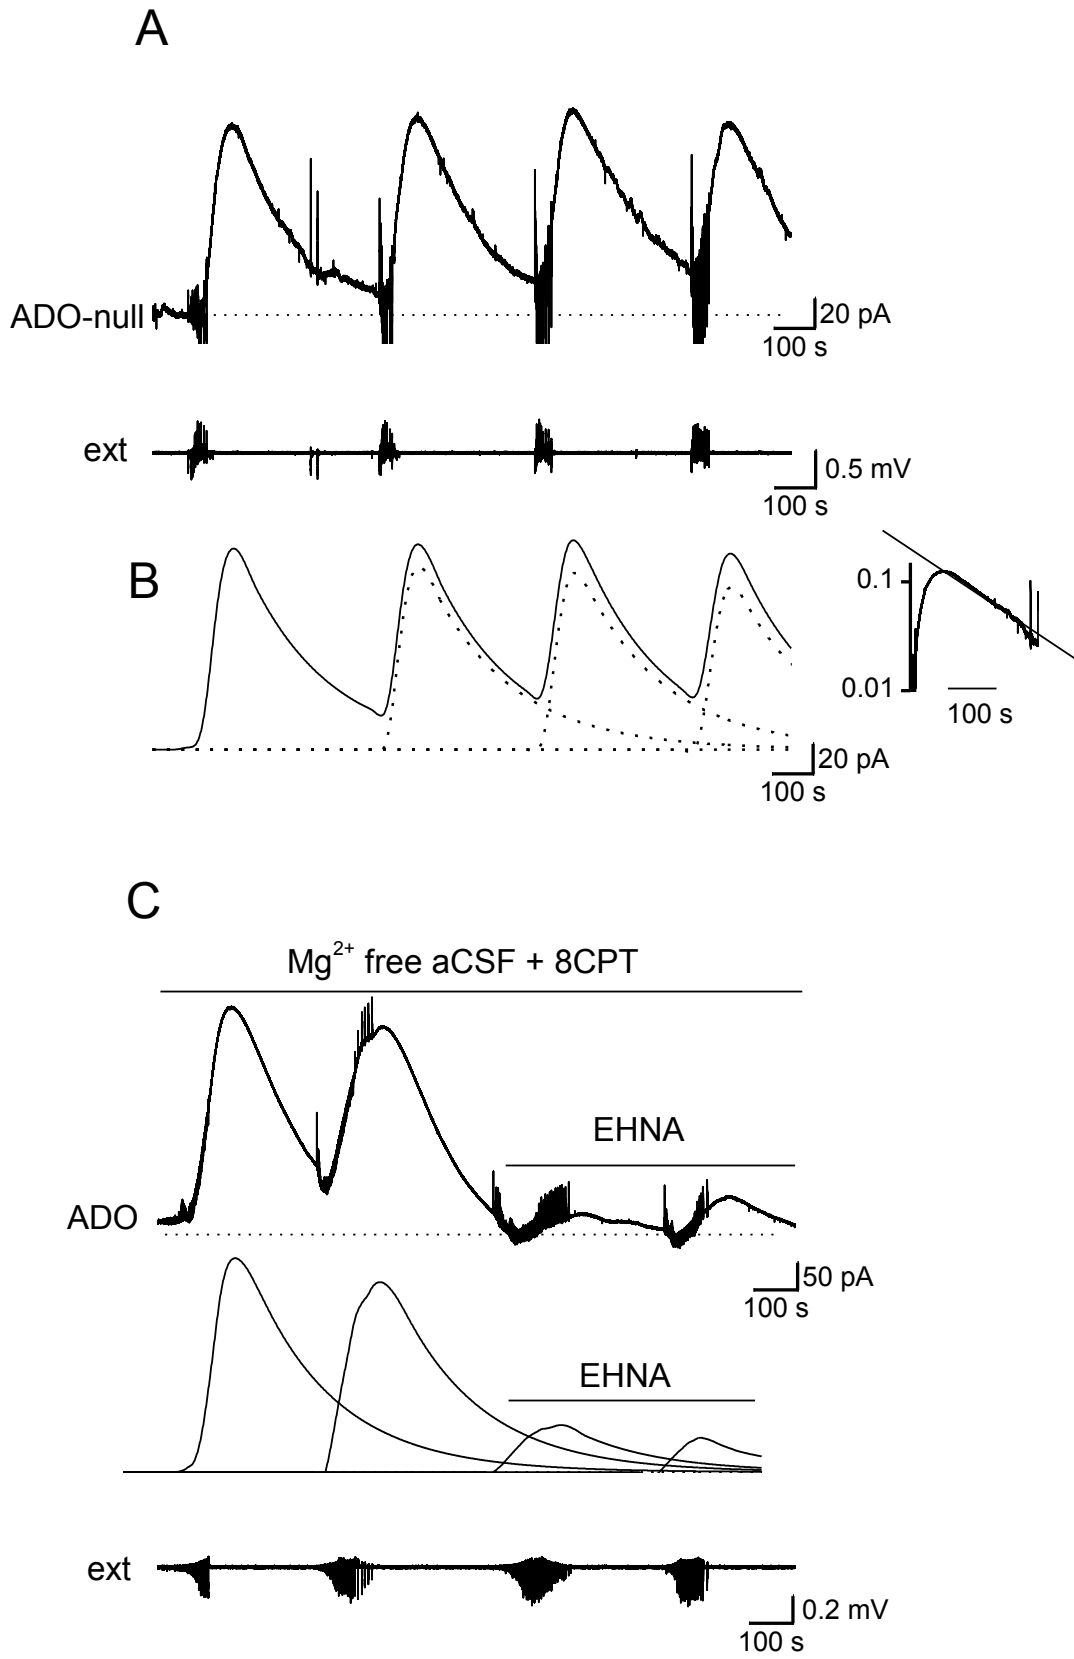 A
ADO-null
20 pA
100 s
ext
0.5 mV
100 s
B
0.1
0.01
100 s
20 pA
100 s
C
Mg2+ free aCSF + 8CPT
EHNA
ADO
50 pA
100 s
EHNA
ext
0.2 mV
100 s